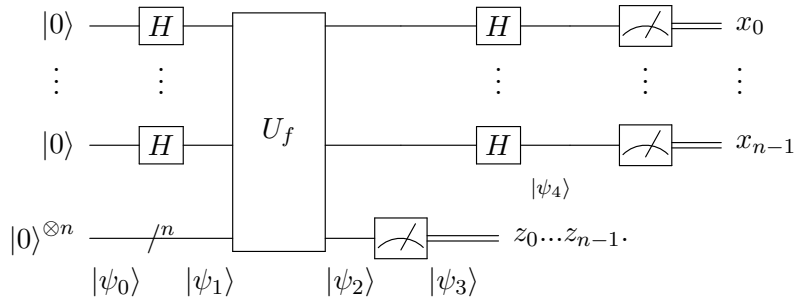 |0⟩ H H x₀
⋮ ⋮ ⋮ ⋮ ⋮
U_f
|0⟩ H H x_{n−1}
|ψ₄⟩
|0⟩^{⊗n} n z₀...z_{n−1}.
|ψ₀⟩ |ψ₁⟩ |ψ₂⟩ |ψ₃⟩